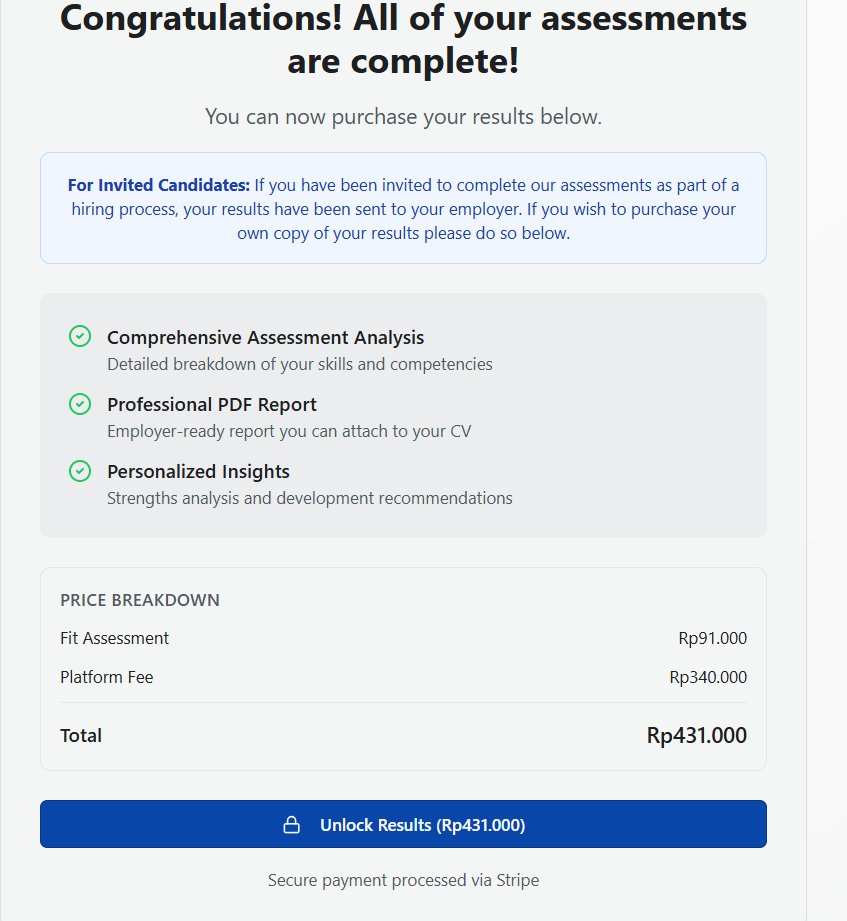 Congratulations! All of your assessments
are complete!
You can now purchase your results below.
For Invited Candidates: If you have been invited to complete our assessments as part of a
hiring process, your results have been sent to your employer. If you wish to purchase your
own copy of your results please do so below.
Comprehensive Assessment Analysis
Detailed breakdown of your skills and competencies
Professional PDF Report
Employer-ready report you can attach to your CV
Personalized Insights
Strengths analysis and development recommendations
PRICE BREAKDOWN
Fit Assessment Rp91.000
Platform Fee Rp340.000
Total Rp431.000
Unlock Results (Rp431.000)
Secure payment processed via Stripe